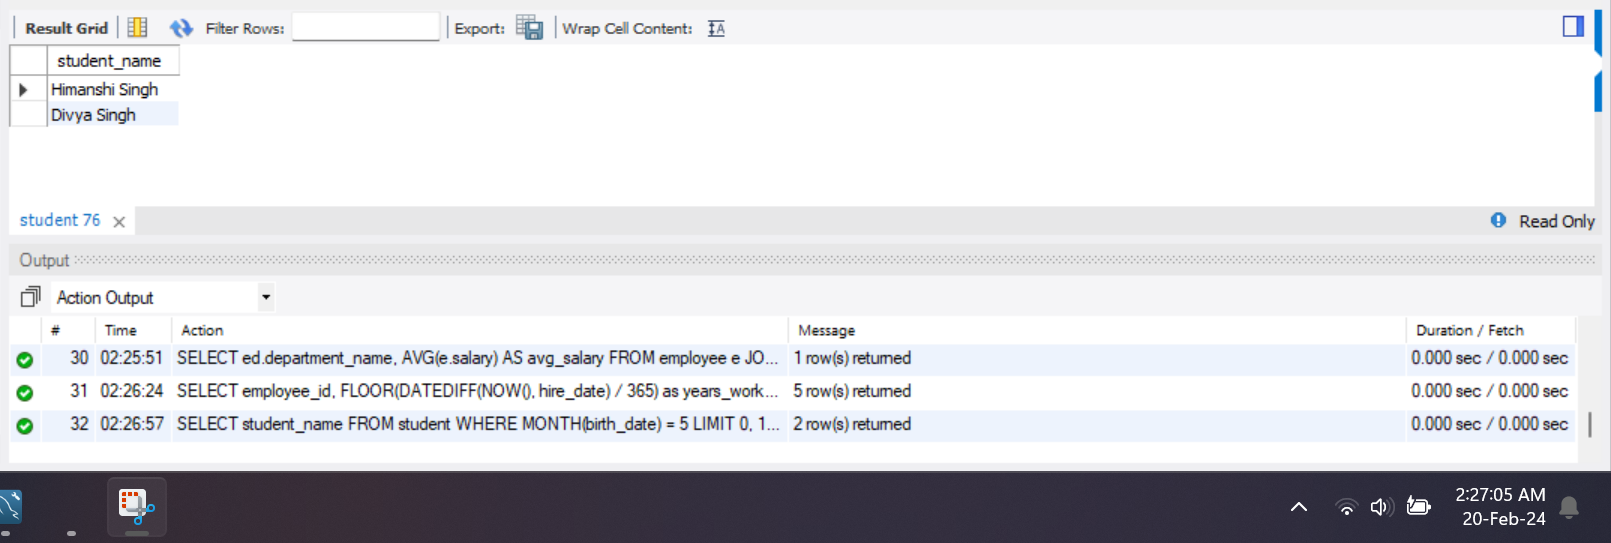 Result Grid Filter Rows: Export: Wrap Cell Content: IA
student_name
Himanshi Singh
Divya Singh
student 76 Read Only
Output
Action Output
# Time Action Message Duration / Fetch
30 02:25:51 SELECT ed.department_name, AVG(e.salary) AS avg_salary FROM employee e JO... 1 row(s) returned 0.000 sec / 0.000 sec
31 02:26:24 SELECT employee_id, FLOOR(DATEDIFF(NOW(), hire_date) / 365) as years_work... 5 row(s) returned 0.000 sec / 0.000 sec
32 02:26:57 SELECT student_name FROM student WHERE MONTH(birth_date) = 5 LIMIT 0, 1... 2 row(s) returned 0.000 sec / 0.000 sec
2:27:05 AM
20-Feb-24